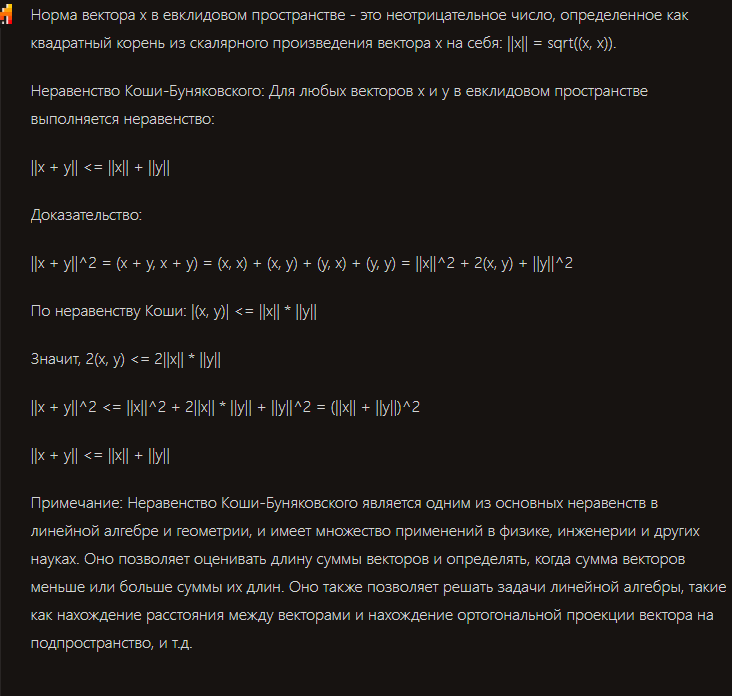 Норма вектора x в евклидовом пространстве - это неотрицательное число, определенное как
квадратный корень из скалярного произведения вектора x на себя: ||x|| = sqrt((x, x)).
Неравенство Коши-Буняковского: Для любых векторов x и y в евклидовом пространстве
выполняется неравенство:
||x + y|| <= ||x|| + ||y||
Доказательство:
||x + y||^2 = (x + y, x + y) = (x, x) + (x, y) + (y, x) + (y, y) = ||x||^2 + 2(x, y) + ||y||^2
По неравенству Коши: |(x, y)| <= ||x|| * ||y||
Значит, 2(x, y) <= 2||x|| * ||y||
||x + y||^2 <= ||x||^2 + 2||x|| * ||y|| + ||y||^2 = (||x|| + ||y||)^2
||x + y|| <= ||x|| + ||y||
Примечание: Неравенство Коши-Буняковского является одним из основных неравенств в
линейной алгебре и геометрии, и имеет множество применений в физике, инженерии и других
науках. Оно позволяет оценивать длину суммы векторов и определять, когда сумма векторов
меньше или больше суммы их длин. Оно также позволяет решать задачи линейной алгебры, такие
как нахождение расстояния между векторами и нахождение ортогональной проекции вектора на
подпространство, и т.д.